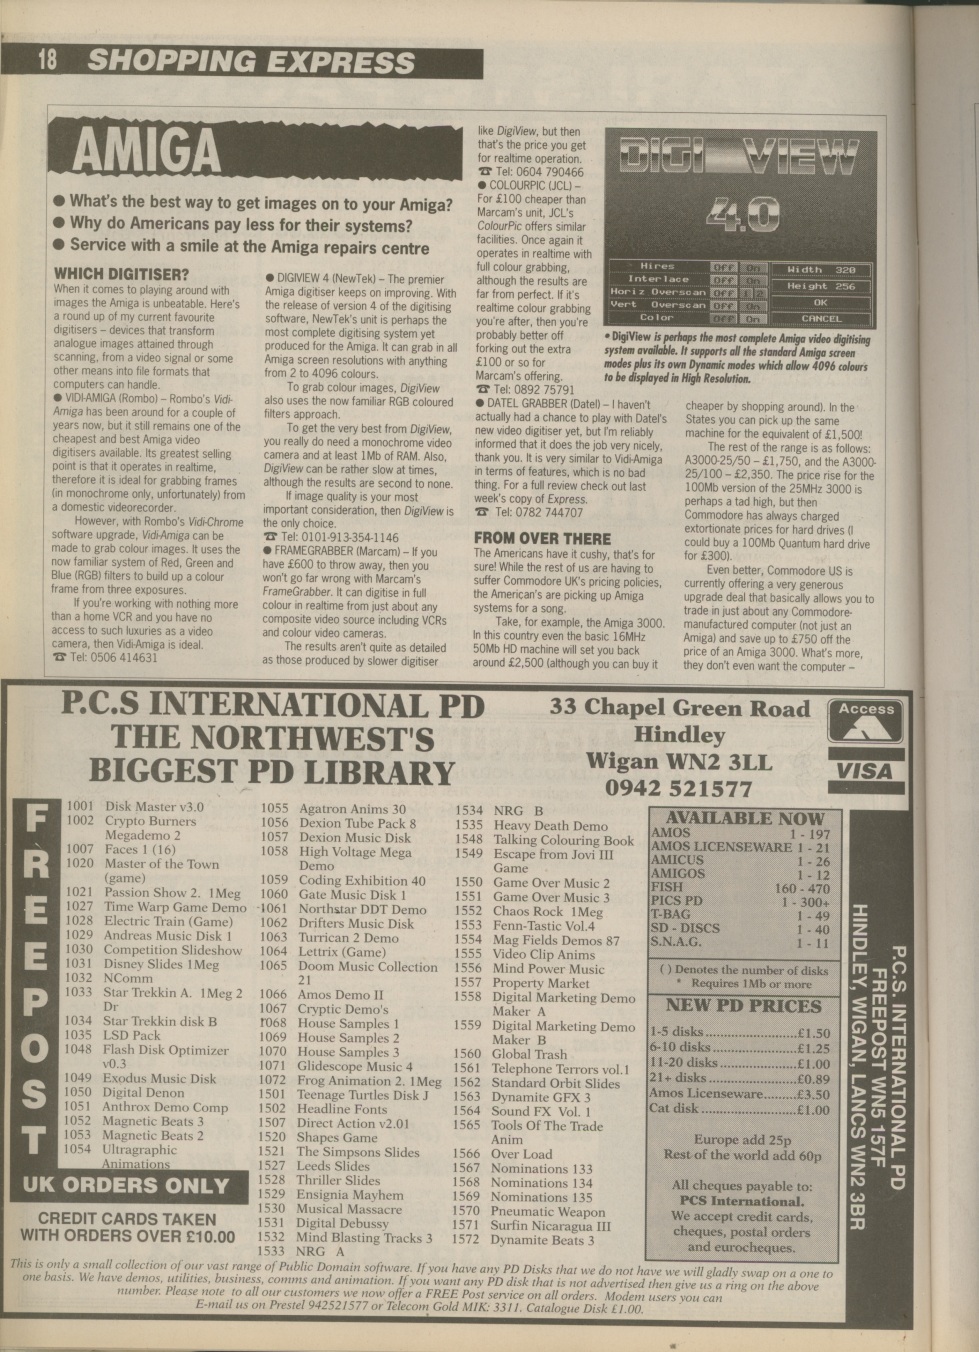 18 SHOPPING EXPRESS
AMIGA
● What's the best way to get images on to your Amiga?
● Why do Americans pay less for their systems?
● Service with a smile at the Amiga repairs centre
WHICH DIGITISER?
When it comes to playing around with
images the Amiga is unbeatable. Here's
a round up of my current favourite
digitisers – devices that transform
analogue images attained through
scanning, from a video signal or some
other means into file formats that
computers can handle.
● VIDI-AMIGA (Rombo) – Rombo's Vidi-
Amiga has been around for a couple of
years now, but it still remains one of the
cheapest and best Amiga video
digitisers available. Its greatest selling
point is that it operates in realtime,
therefore it is ideal for grabbing frames
(in monochrome only, unfortunately) from
a domestic videorecorder.
However, with Rombo's Vidi-Chrome
software upgrade, Vidi-Amiga can be
made to grab colour images. It uses the
now familiar system of Red, Green and
Blue (RGB) filters to build up a colour
frame from three exposures.
If you're working with nothing more
than a home VCR and you have no
access to such luxuries as a video
camera, then Vidi-Amiga is ideal.
☎ Tel: 0506 414631
● DIGIVIEW 4 (NewTek) – The premier
Amiga digitiser keeps on improving. With
the release of version 4 of the digitising
software, NewTek's unit is perhaps the
most complete digitising system yet
produced for the Amiga. It can grab in all
Amiga screen resolutions with anything
from 2 to 4096 colours.
To grab colour images, DigiView
also uses the now familiar RGB coloured
filters approach.
To get the very best from DigiView,
you really do need a monochrome video
camera and at least 1Mb of RAM. Also,
DigiView can be rather slow at times,
although the results are second to none.
If image quality is your most
important consideration, then DigiView is
the only choice.
☎ Tel: 0101-913-354-1146
● FRAMEGRABBER (Marcam) – If you
have £600 to throw away, then you
won't go far wrong with Marcam's
FrameGrabber. It can digitise in full
colour in realtime from just about any
composite video source including VCRs
and colour video cameras.
The results aren't quite as detailed
as those produced by slower digitiser
like DigiView, but then
that's the price you get
for realtime operation.
☎ Tel: 0604 790466
● COLOURPIC (JCL) –
For £100 cheaper than
Marcam's unit, JCL's
ColourPic offers similar
facilities. Once again it
operates in realtime with
full colour grabbing,
although the results are
far from perfect. If it's
realtime colour grabbing
you're after, then you're
probably better off
forking out the extra
£100 or so for
Marcam's offering.
☎ Tel: 0892 75791
● DATEL GRABBER (Datel) – I haven't
actually had a chance to play with Datel's
new video digitiser yet, but I'm reliably
informed that it does the job very nicely,
thank you. It is very similar to Vidi-Amiga
in terms of features, which is no bad
thing. For a full review check out last
week's copy of Express.
☎ Tel: 0782 744707
FROM OVER THERE
The Americans have it cushy, that's for
sure! While the rest of us are having to
suffer Commodore UK's pricing policies,
the American's are picking up Amiga
systems for a song.
Take, for example, the Amiga 3000.
In this country even the basic 16MHz
50Mb HD machine will set you back
around £2,500 (although you can buy it
DIGI VIEW
4.0
Hires Off On
Interlace Off On
Horiz Overscan Off 1 2
Vert Overscan Off On
Color Off On
Width 320
Height 256
OK
CANCEL
• DigiView is perhaps the most complete Amiga video digitising
system available. It supports all the standard Amiga screen
modes plus its own Dynamic modes which allow 4096 colours
to be displayed in High Resolution.
cheaper by shopping around). In the
States you can pick up the same
machine for the equivalent of £1,500!
The rest of the range is as follows:
A3000-25/50 – £1,750, and the A3000-
25/100 – £2,350. The price rise for the
100Mb version of the 25MHz 3000 is
perhaps a tad high, but then
Commodore has always charged
extortionate prices for hard drives (I
could buy a 100Mb Quantum hard drive
for £300).
Even better, Commodore US is
currently offering a very generous
upgrade deal that basically allows you to
trade in just about any Commodore-
manufactured computer (not just an
Amiga) and save up to £750 off the
price of an Amiga 3000. What's more,
they don't even want the computer –
P.C.S INTERNATIONAL PD
THE NORTHWEST'S
BIGGEST PD LIBRARY
33 Chapel Green Road
Hindley
Wigan WN2 3LL
0942 521577
Access
VISA
FREEPOST
1001 Disk Master v3.0
1002 Crypto Burners
Megademo 2
1007 Faces 1 (16)
1020 Master of the Town
(game)
1021 Passion Show 2. 1Meg
1027 Time Warp Game Demo
1028 Electric Train (Game)
1029 Andreas Music Disk 1
1030 Competition Slideshow
1031 Disney Slides 1Meg
1032 NComm
1033 Star Trekkin A. 1Meg 2
Dr
1034 Star Trekkin disk B
1035 LSD Pack
1048 Flash Disk Optimizer
v0.3
1049 Exodus Music Disk
1050 Digital Denon
1051 Anthrox Demo Comp
1052 Magnetic Beats 3
1053 Magnetic Beats 2
1054 Ultragraphic
Animations
1055 Agatron Anims 30
1056 Dexion Tube Pack 8
1057 Dexion Music Disk
1058 High Voltage Mega
Demo
1059 Coding Exhibition 40
1060 Gate Music Disk 1
1061 Northstar DDT Demo
1062 Drifters Music Disk
1063 Turrican 2 Demo
1064 Lettrix (Game)
1065 Doom Music Collection
21
1066 Amos Demo II
1067 Cryptic Demo's
1068 House Samples 1
1069 House Samples 2
1070 House Samples 3
1071 Glidescope Music 4
1072 Frog Animation 2. 1Meg
1501 Teenage Turtles Disk J
1502 Headline Fonts
1507 Direct Action v2.01
1520 Shapes Game
1521 The Simpsons Slides
1527 Leeds Slides
1528 Thriller Slides
1529 Ensignia Mayhem
1530 Musical Massacre
1531 Digital Debussy
1532 Mind Blasting Tracks 3
1533 NRG A
1534 NRG B
1535 Heavy Death Demo
1548 Talking Colouring Book
1549 Escape from Jovi III
Game
1550 Game Over Music 2
1551 Game Over Music 3
1552 Chaos Rock 1Meg
1553 Fenn-Tastic Vol.4
1554 Mag Fields Demos 87
1555 Video Clip Anims
1556 Mind Power Music
1557 Property Market
1558 Digital Marketing Demo
Maker A
1559 Digital Marketing Demo
Maker B
1560 Global Trash
1561 Telephone Terrors vol.1
1562 Standard Orbit Slides
1563 Dynamite GFX 3
1564 Sound FX Vol. 1
1565 Tools Of The Trade
Anim
1566 Over Load
1567 Nominations 133
1568 Nominations 134
1569 Nominations 135
1570 Pneumatic Weapon
1571 Surfin Nicaragua III
1572 Dynamite Beats 3
AVAILABLE NOW
AMOS 1 - 197
AMOS LICENSEWARE 1 - 21
AMICUS 1 - 26
AMIGOS 1 - 12
FISH 160 - 470
PICS PD 1 - 300+
T-BAG 1 - 49
SD - DISCS 1 - 40
S.N.A.G. 1 - 11
( ) Denotes the number of disks
* Requires 1Mb or more
NEW PD PRICES
1-5 disks..........................£1.50
6-10 disks........................£1.25
11-20 disks......................£1.00
21+ disks.........................£0.89
Amos Licenseware.........£3.50
Cat disk ..........................£1.00
Europe add 25p
Rest of the world add 60p
All cheques payable to:
PCS International.
We accept credit cards,
cheques, postal orders
and eurocheques.
P.C.S. INTERNATIONAL PD
FREEPOST WN5 157F
HINDLEY, WIGAN, LANCS WN2 3BR
UK ORDERS ONLY
CREDIT CARDS TAKEN
WITH ORDERS OVER £10.00
This is only a small collection of our vast range of Public Domain software. If you have any PD Disks that we do not have we will gladly swap on a one to
one basis. We have demos, utilities, business, comms and animation. If you want any PD disk that is not advertised then give us a ring on the above
number. Please note to all our customers we now offer a FREE Post service on all orders. Modem users you can
E-mail us on Prestel 942521577 or Telecom Gold MIK: 3311. Catalogue Disk £1.00.